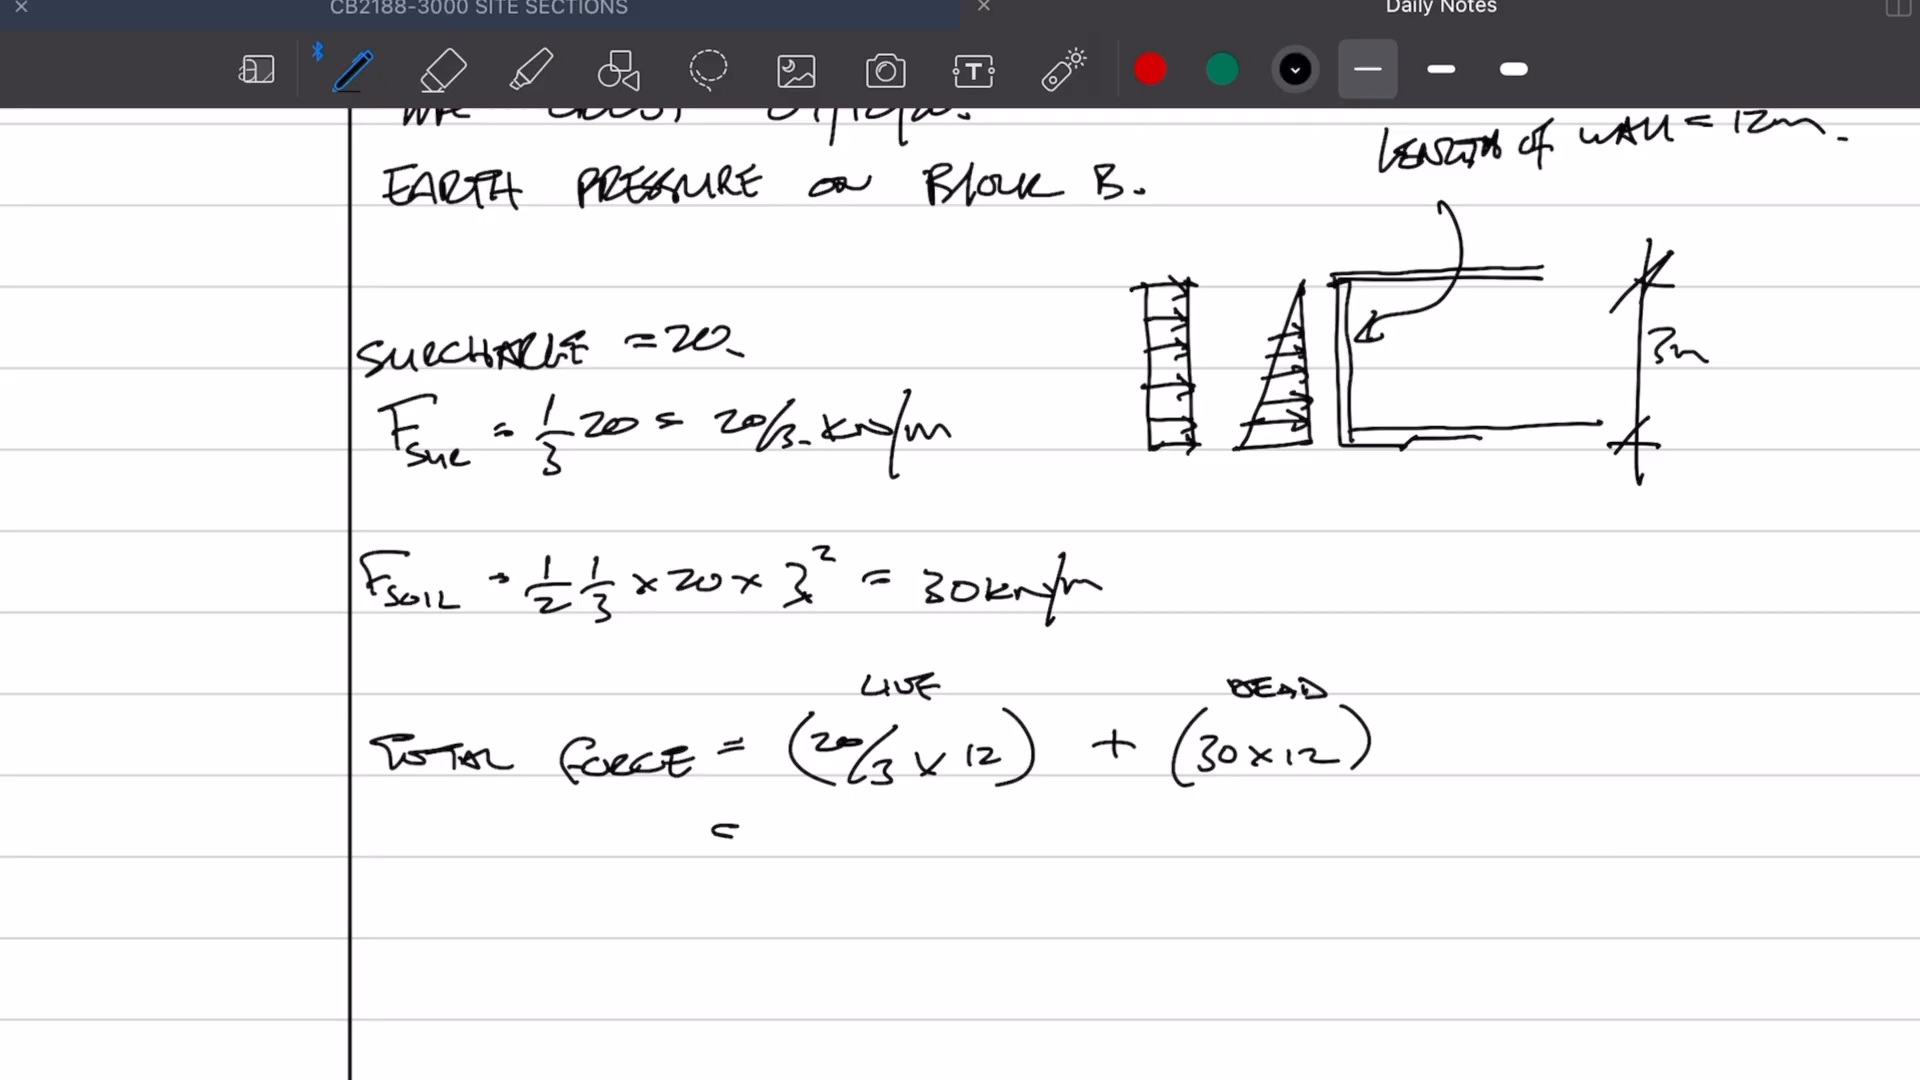 CB2188-3000 SITE SECTIONS
Daily Notes
LENGTH of WALL = 12m.
EARTH PRESSURE on Block B.
SURCHARGE = 20.
3m
Fsur = 1/3 20 = 20/3. kN/m
FSOIL = 1/2 1/3 x 20 x 3² = 30kN/m
LIVE DEAD
TOTAL FORCE = (20/3 x 12) + (30 x 12)
=